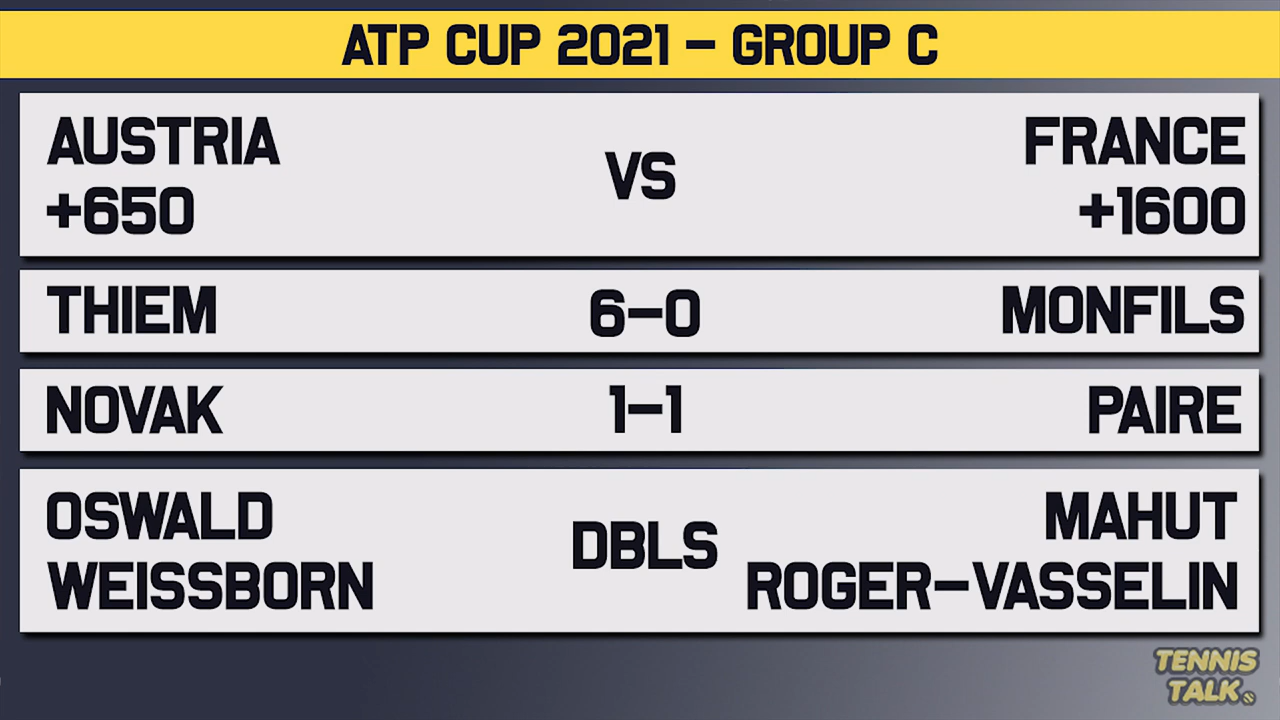 ATP CUP 2021 – GROUP C
AUSTRIA
+650
VS
FRANCE
+1600
THIEM 6–0 MONFILS
NOVAK 1–1 PAIRE
OSWALD
WEISSBORN
DBLS
MAHUT
ROGER–VASSELIN
TENNIS
TALK